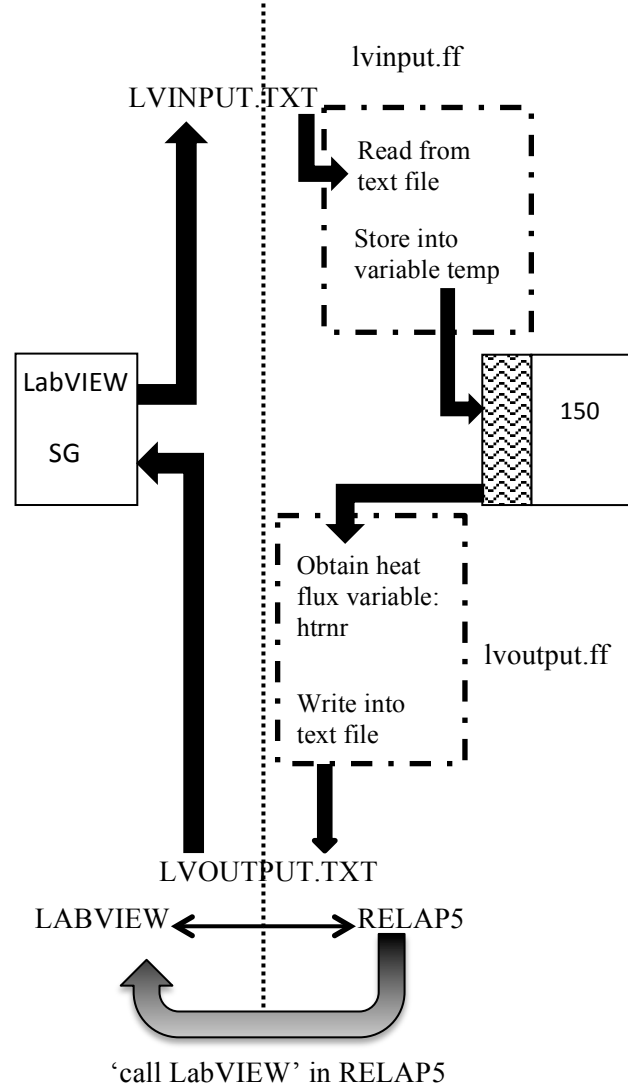 lvinput.ff
LVINPUT.TXT
Read from
text file
Store into
variable temp
LabVIEW
SG
150
Obtain heat
flux variable:
htrnr
lvoutput.ff
Write into
text file
LVOUTPUT.TXT
LABVIEW
RELAP5
‘call LabVIEW’ in RELAP5